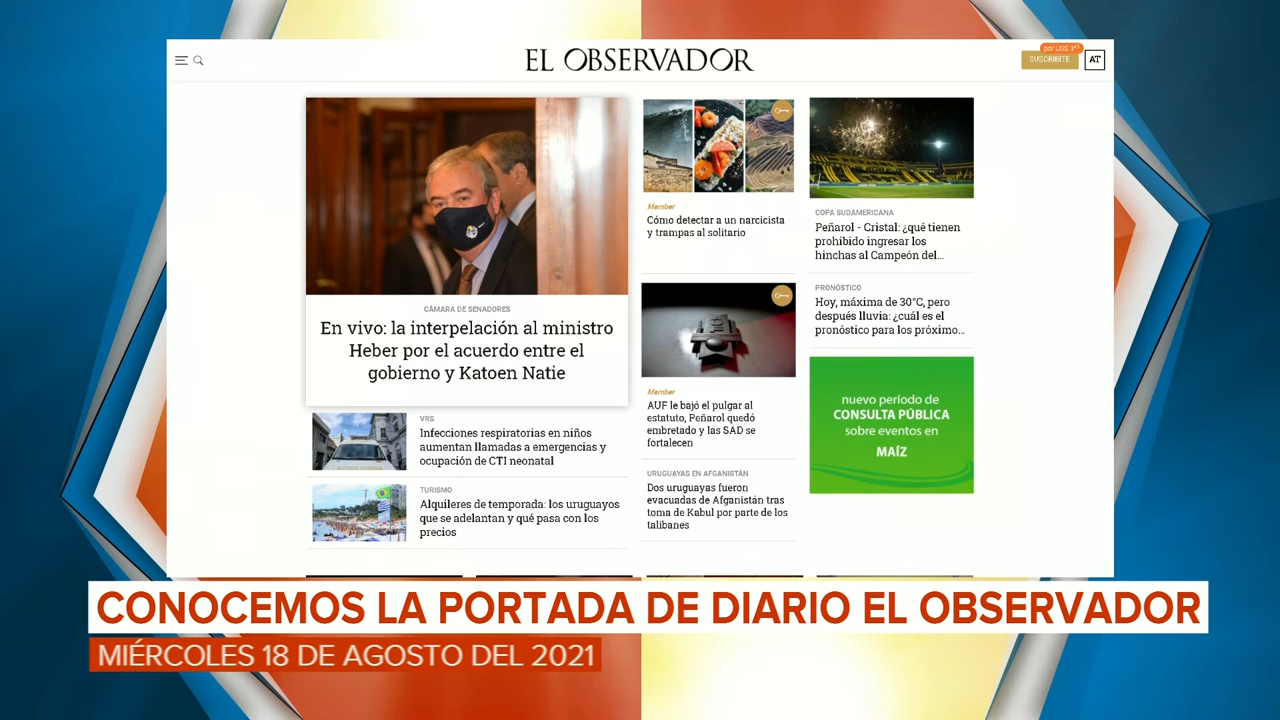 EL OBSERVADOR
por US$ 3,45
SUSCRIBITE
AT
CÁMARA DE SENADORES
En vivo: la interpelación al ministro
Heber por el acuerdo entre el
gobierno y Katoen Natie
VRS
Infecciones respiratorias en niños
aumentan llamadas a emergencias y
ocupación de CTI neonatal
TURISMO
Alquileres de temporada: los uruguayos
que se adelantan y qué pasa con los
precios
Member
Cómo detectar a un narcicista
y trampas al solitario
Member
AUF le bajó el pulgar al
estatuto, Peñarol quedó
embretado y las SAD se
fortalecen
URUGUAYAS EN AFGANISTÁN
Dos uruguayas fueron
evacuadas de Afganistán tras
toma de Kabul por parte de los
talibanes
COPA SUDAMERICANA
Peñarol - Cristal: ¿qué tienen
prohibido ingresar los
hinchas al Campeón del...
PRONÓSTICO
Hoy, máxima de 30°C, pero
después lluvia: ¿cuál es el
pronóstico para los próximo...
nuevo período de
CONSULTA PÚBLICA
sobre eventos en
MAÍZ
CONOCEMOS LA PORTADA DE DIARIO EL OBSERVADOR
MIÉRCOLES 18 DE AGOSTO DEL 2021